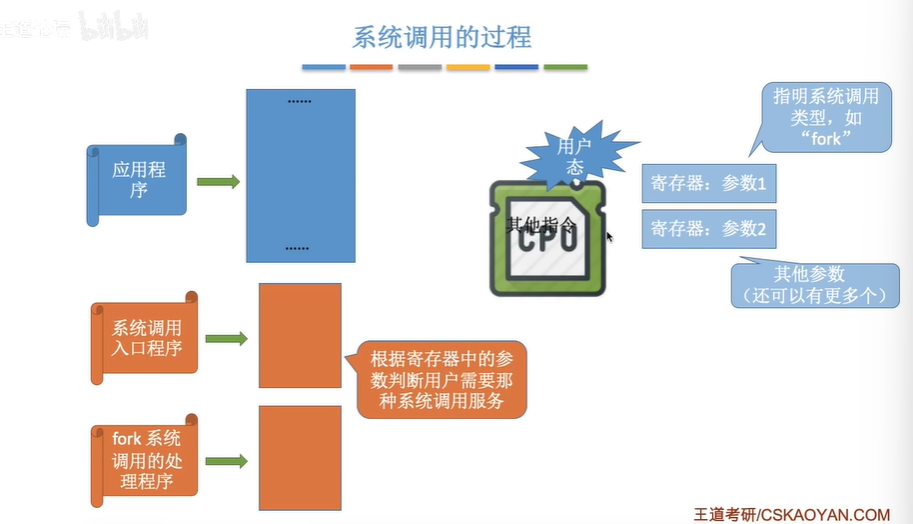 系统调用的过程
......
应用程
序
......
用户
态
其他指令
CPU
指明系统调用
类型，如
“fork”
寄存器：参数1
寄存器：参数2
其他参数
（还可以有更多个）
系统调用
入口程序
根据寄存器中的参
数判断用户需要那
种系统调用服务
fork 系统
调用的处
理程序
王道考研/CSKAOYAN.COM